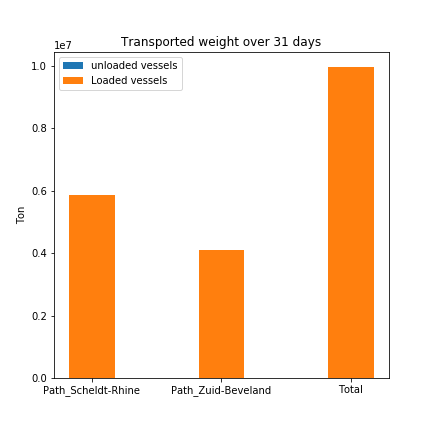 Transported weight over 31 days
1e7
unloaded vessels
Loaded vessels
1.0
0.8
0.6
0.4
0.2
0.0
Ton
Path_Scheldt-Rhine
Path_Zuid-Beveland
Total